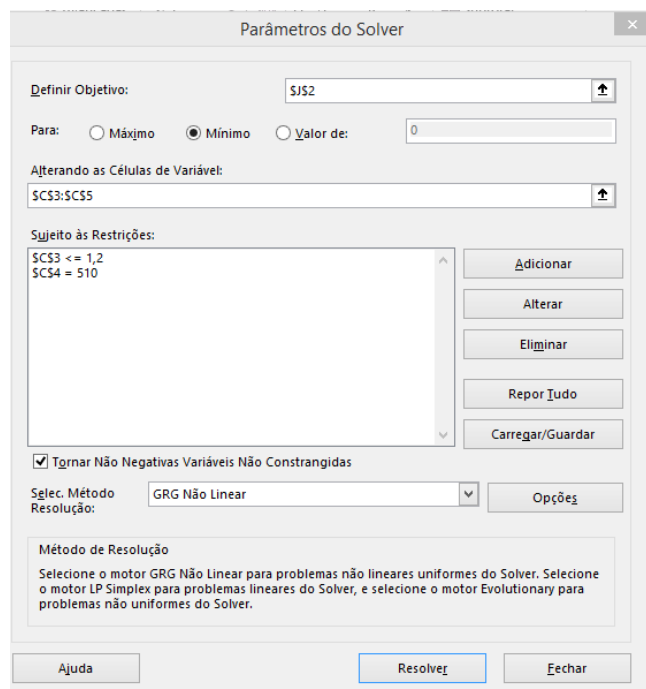 Parâmetros do Solver
×
Definir Objetivo:
$J$2
Para:
Máximo
Mínimo
Valor de:
0
Alterando as Células de Variável:
$C$3:$C$5
Sujeito às Restrições:
$C$3 <= 1,2
$C$4 = 510
Adicionar
Alterar
Eliminar
Repor Tudo
Carregar/Guardar
Tornar Não Negativas Variáveis Não Constrangidas
Selec. Método
Resolução:
GRG Não Linear
Opções
Método de Resolução
Selecione o motor GRG Não Linear para problemas não lineares uniformes do Solver. Selecione
o motor LP Simplex para problemas lineares do Solver, e selecione o motor Evolutionary para
problemas não uniformes do Solver.
Ajuda
Resolver
Fechar